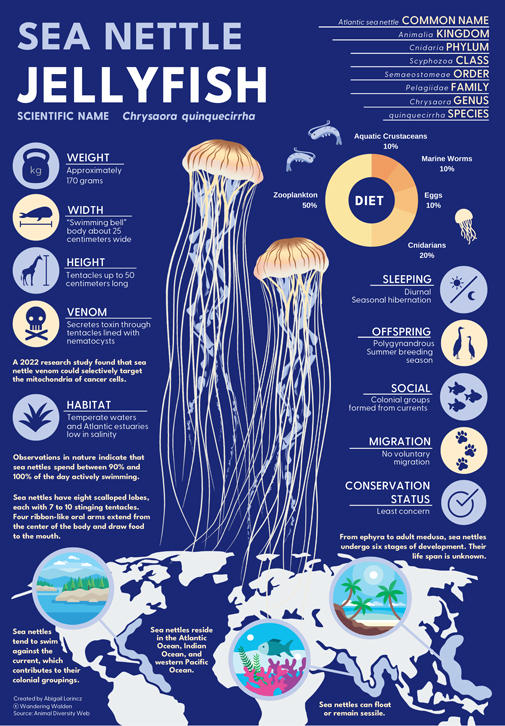 SEA NETTLE
JELLYFISH
SCIENTIFIC NAME Chrysaora quinquecirrha
Atlantic sea nettle COMMON NAME
Animalia KINGDOM
Cnidaria PHYLUM
Scyphozoa CLASS
Semaeostomeae ORDER
Pelagiidae FAMILY
Chrysaora GENUS
quinquecirrha SPECIES
kg
WEIGHT
Approximately
170 grams
WIDTH
"Swimming bell"
body about 25
centimeters wide
HEIGHT
Tentacles up to 50
centimeters long
VENOM
Secretes toxin through
tentacles lined with
nematocysts
A 2022 research study found that sea
nettle venom could selectively target
the mitochondria of cancer cells.
HABITAT
Temperate waters
and Atlantic estuaries
low in salinity
Observations in nature indicate that
sea nettles spend between 90% and
100% of the day actively swimming.
Sea nettles have eight scalloped lobes,
each with 7 to 10 stinging tentacles.
Four ribbon-like oral arms extend from
the center of the body and draw food
to the mouth.
Aquatic Crustaceans
10%
Marine Worms
10%
Eggs
10%
Cnidarians
20%
Zooplankton
50%
DIET
SLEEPING
Diurnal
Seasonal hibernation
OFFSPRING
Polygynandrous
Summer breeding
season
SOCIAL
Colonial groups
formed from currents
MIGRATION
No voluntary
migration
CONSERVATION
STATUS
Least concern
From ephyra to adult medusa, sea nettles
undergo six stages of development. Their
life span is unknown.
Sea nettles
tend to swim
against the
current, which
contributes to their
colonial groupings.
Sea nettles reside
in the Atlantic
Ocean, Indian
Ocean, and
western Pacific
Ocean.
Sea nettles can float
or remain sessile.
Created by Abigail Lorincz
Wandering Walden
Source: Animal Diversity Web